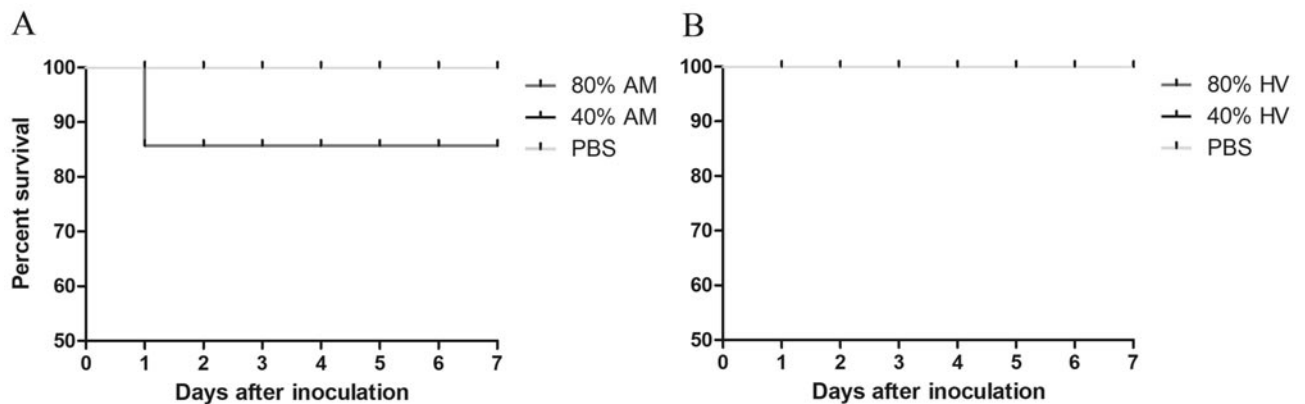 A
Percent survival
100
90
80
70
60
50
0 1 2 3 4 5 6 7
Days after inoculation
80% AM
40% AM
PBS
B
100
90
80
70
60
50
0 1 2 3 4 5 6 7
Days after inoculation
80% HV
40% HV
PBS